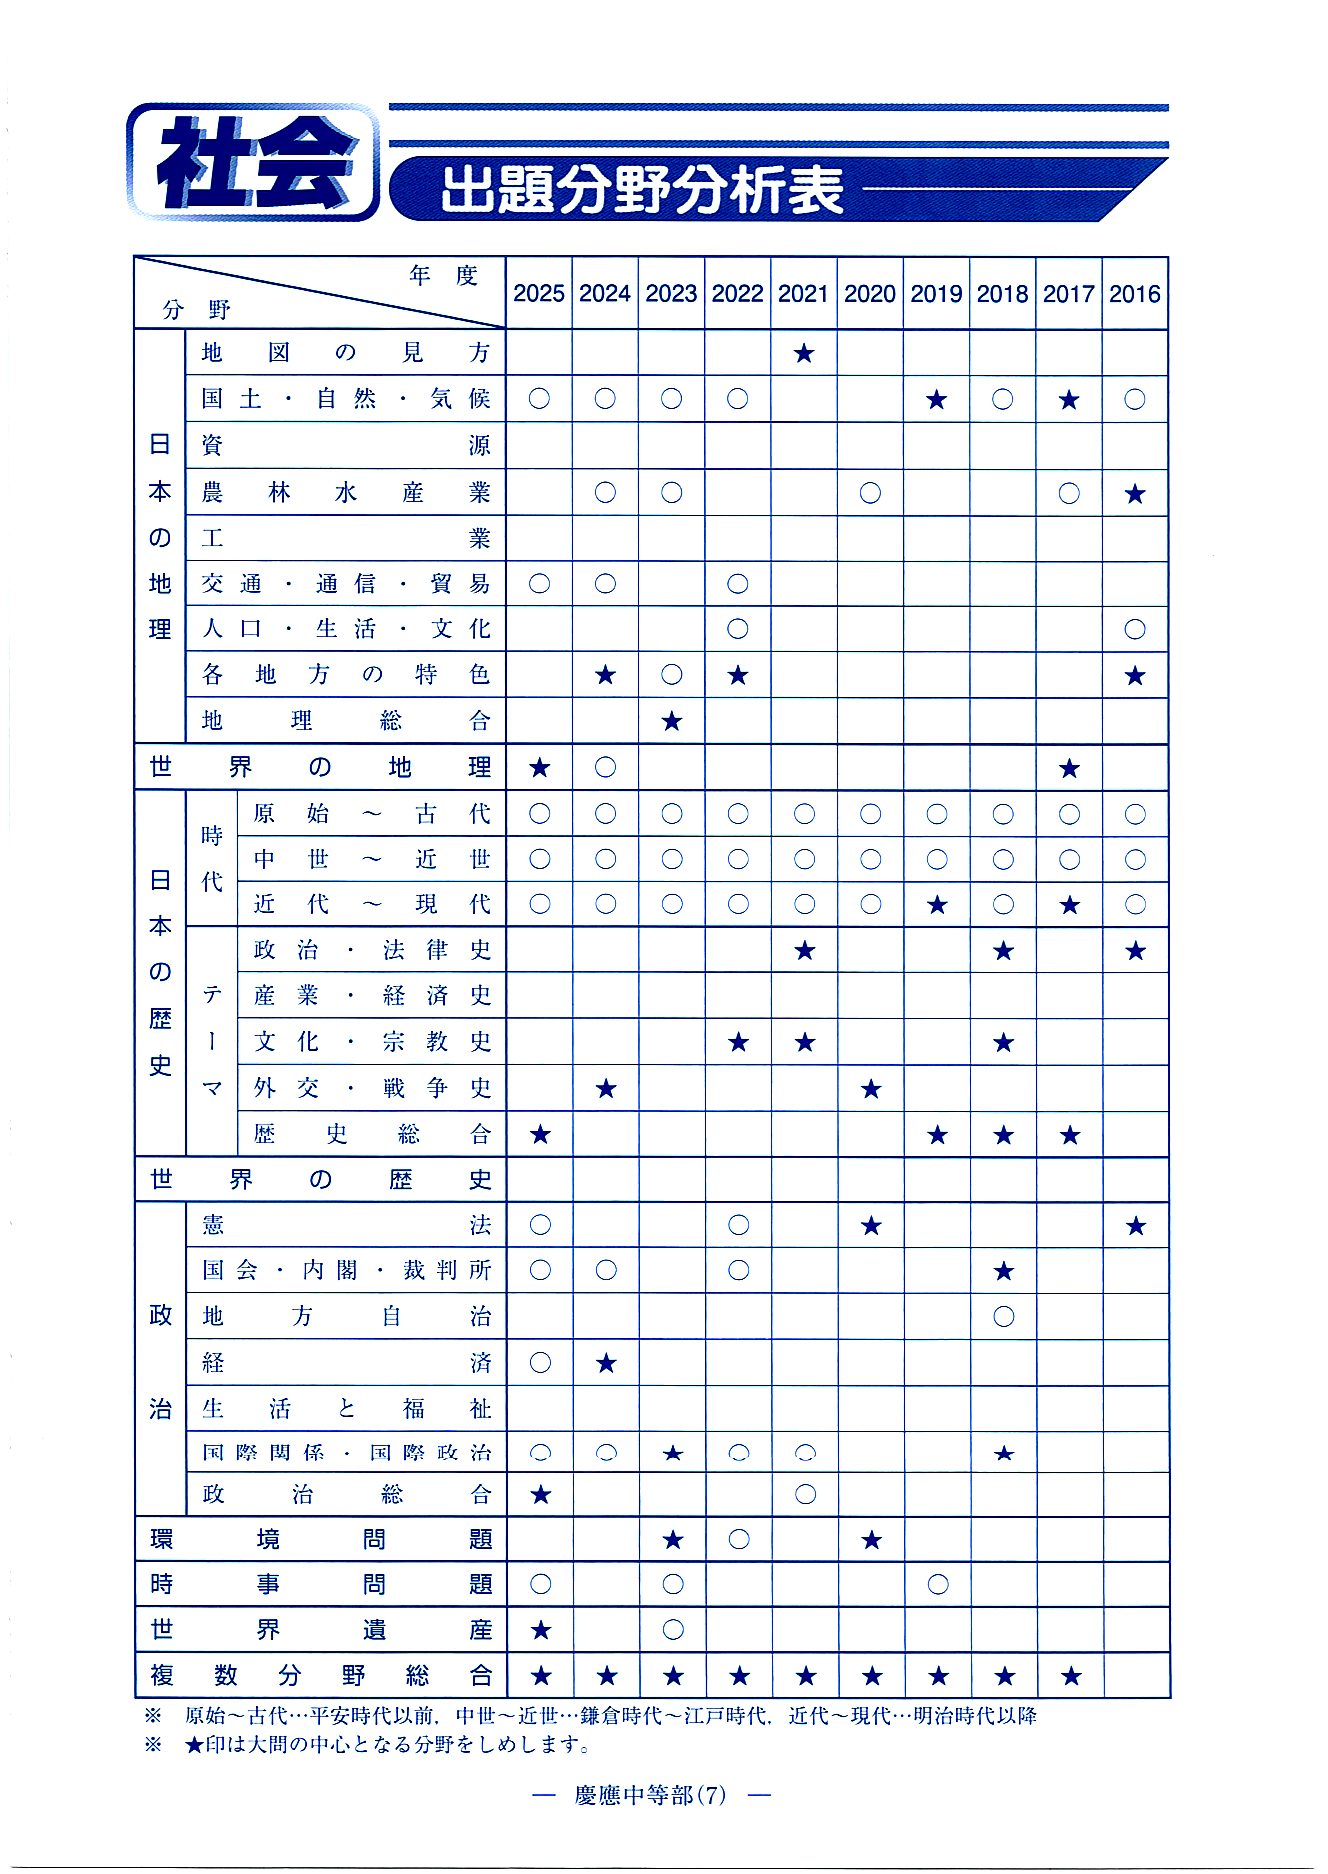 社会
出題分野分析表
年度
分野
2025 2024 2023 2022 2021 2020 2019 2018 2017 2016
日本の地理
地図の見方 ★
国土・自然・気候 ○ ○ ○ ○ ★ ○ ★ ○
資源
農林水産業 ○ ○ ○ ○ ★
工業
交通・通信・貿易 ○ ○ ○
人口・生活・文化 ○ ○
各地方の特色 ★ ○ ★ ★
地理総合 ★
世界の地理 ★ ○ ★
日本の歴史
時代
原始～古代 ○ ○ ○ ○ ○ ○ ○ ○ ○ ○
中世～近世 ○ ○ ○ ○ ○ ○ ○ ○ ○ ○
近代～現代 ○ ○ ○ ○ ○ ○ ★ ○ ★ ○
テーマ
政治・法律史 ★ ★ ★
産業・経済史
文化・宗教史 ★ ★ ★
外交・戦争史 ★ ★
歴史総合 ★ ★ ★ ★
世界の歴史
政治
憲法 ○ ○ ★ ★
国会・内閣・裁判所 ○ ○ ○ ★
地方自治 ○
経済 ○ ★
生活と福祉
国際関係・国際政治 ○ ○ ★ ○ ○ ★
政治総合 ★ ○
環境問題 ★ ○ ★
時事問題 ○ ○ ○
世界遺産 ★ ○
複数分野総合 ★ ★ ★ ★ ★ ★ ★ ★ ★
※ 原始～古代…平安時代以前，中世～近世…鎌倉時代～江戸時代，近代～現代…明治時代以降
※ ★印は大問の中心となる分野をしめします。
― 慶應中等部(7) ―